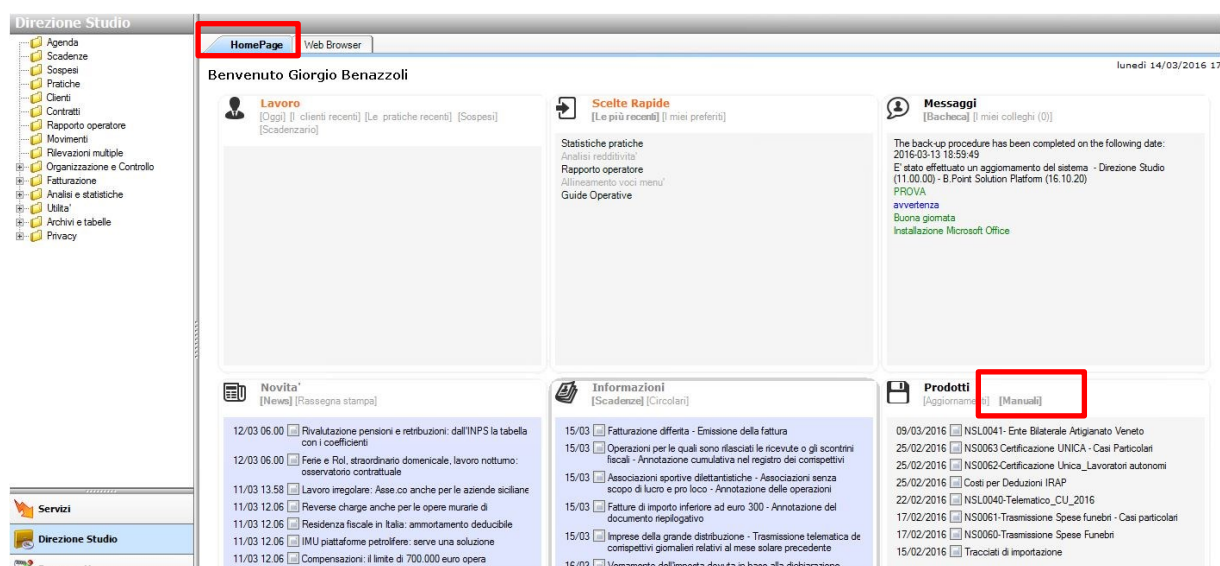 Direzione Studio
Agenda
Scadenze
Sospesi
Pratiche
Clienti
Contratti
Rapporto operatore
Movimenti
Rilevazioni multiple
Organizzazione e Controllo
Fatturazione
Analisi e statistiche
Utilita'
Archivi e tabelle
Privacy
Servizi
Direzione Studio
HomePage
Web Browser
Benvenuto Giorgio Benazzoli
lunedì 14/03/2016 17
Lavoro
[Oggi] [I clienti recenti] [Le pratiche recenti] [Sospesi]
[Scadenzario]
Scelte Rapide
[Le più recenti] [I miei preferiti]
Statistiche pratiche
Analisi redditivita'
Rapporto operatore
Allineamento voci menu'
Guide Operative
Messaggi
[Bacheca] [I miei colleghi (0)]
The back-up procedure has been completed on the following date:
2016-03-13 18:59:49
E' stato effettuato un aggiornamento del sistema - Direzione Studio
(11.00.00) - B.Point Solution Platform (16.10.20)
PROVA
avvertenza
Buona giornata
Installazione Microsoft Office
Novita'
[News] [Rassegna stampa]
12/03 06.00 Rivalutazione pensioni e retribuzioni: dall'INPS la tabella
con i coefficienti
12/03 06.00 Ferie e Rol, straordinario domenicale, lavoro notturno:
osservatorio contrattuale
11/03 13.58 Lavoro irregolare: Asse.co anche per le aziende siciliane
11/03 12.06 Reverse charge anche per le opere murarie di
11/03 12.06 Residenza fiscale in Italia: ammortamento deducibile
11/03 12.06 IMU piattaforme petrolifere: serve una soluzione
11/03 12.06 Compensazioni: il limite di 700.000 euro opera
Informazioni
[Scadenze] [Circolari]
15/03 Fatturazione differita - Emissione della fattura
15/03 Operazioni per le quali sono rilasciati le ricevute o gli scontrini
fiscali - Annotazione cumulativa nel registro dei corrispettivi
15/03 Associazioni sportive dilettantistiche - Associazioni senza
scopo di lucro e pro loco - Annotazione delle operazioni
15/03 Fatture di importo inferiore ad euro 300 - Annotazione del
documento riepilogativo
15/03 Imprese della grande distribuzione - Trasmissione telematica de
corrispettivi giornalieri relativi al mese solare precedente
16/03 Versamento dell'imposta dovuta in base alla dichiarazione
Prodotti
[Aggiornamenti] [Manuali]
09/03/2016 NSL0041- Ente Bilaterale Artigianato Veneto
25/02/2016 NS0063 Certificazione UNICA - Casi Particolari
25/02/2016 NS0062-Certificazione Unica_Lavoratori autonomi
25/02/2016 Costi per Deduzioni IRAP
22/02/2016 NSL0040-Telematico_CU_2016
17/02/2016 NS0061-Trasmissione Spese funebri - Casi particolari
17/02/2016 NS0060-Trasmissione Spese Funebri
15/02/2016 Tracciati di importazione